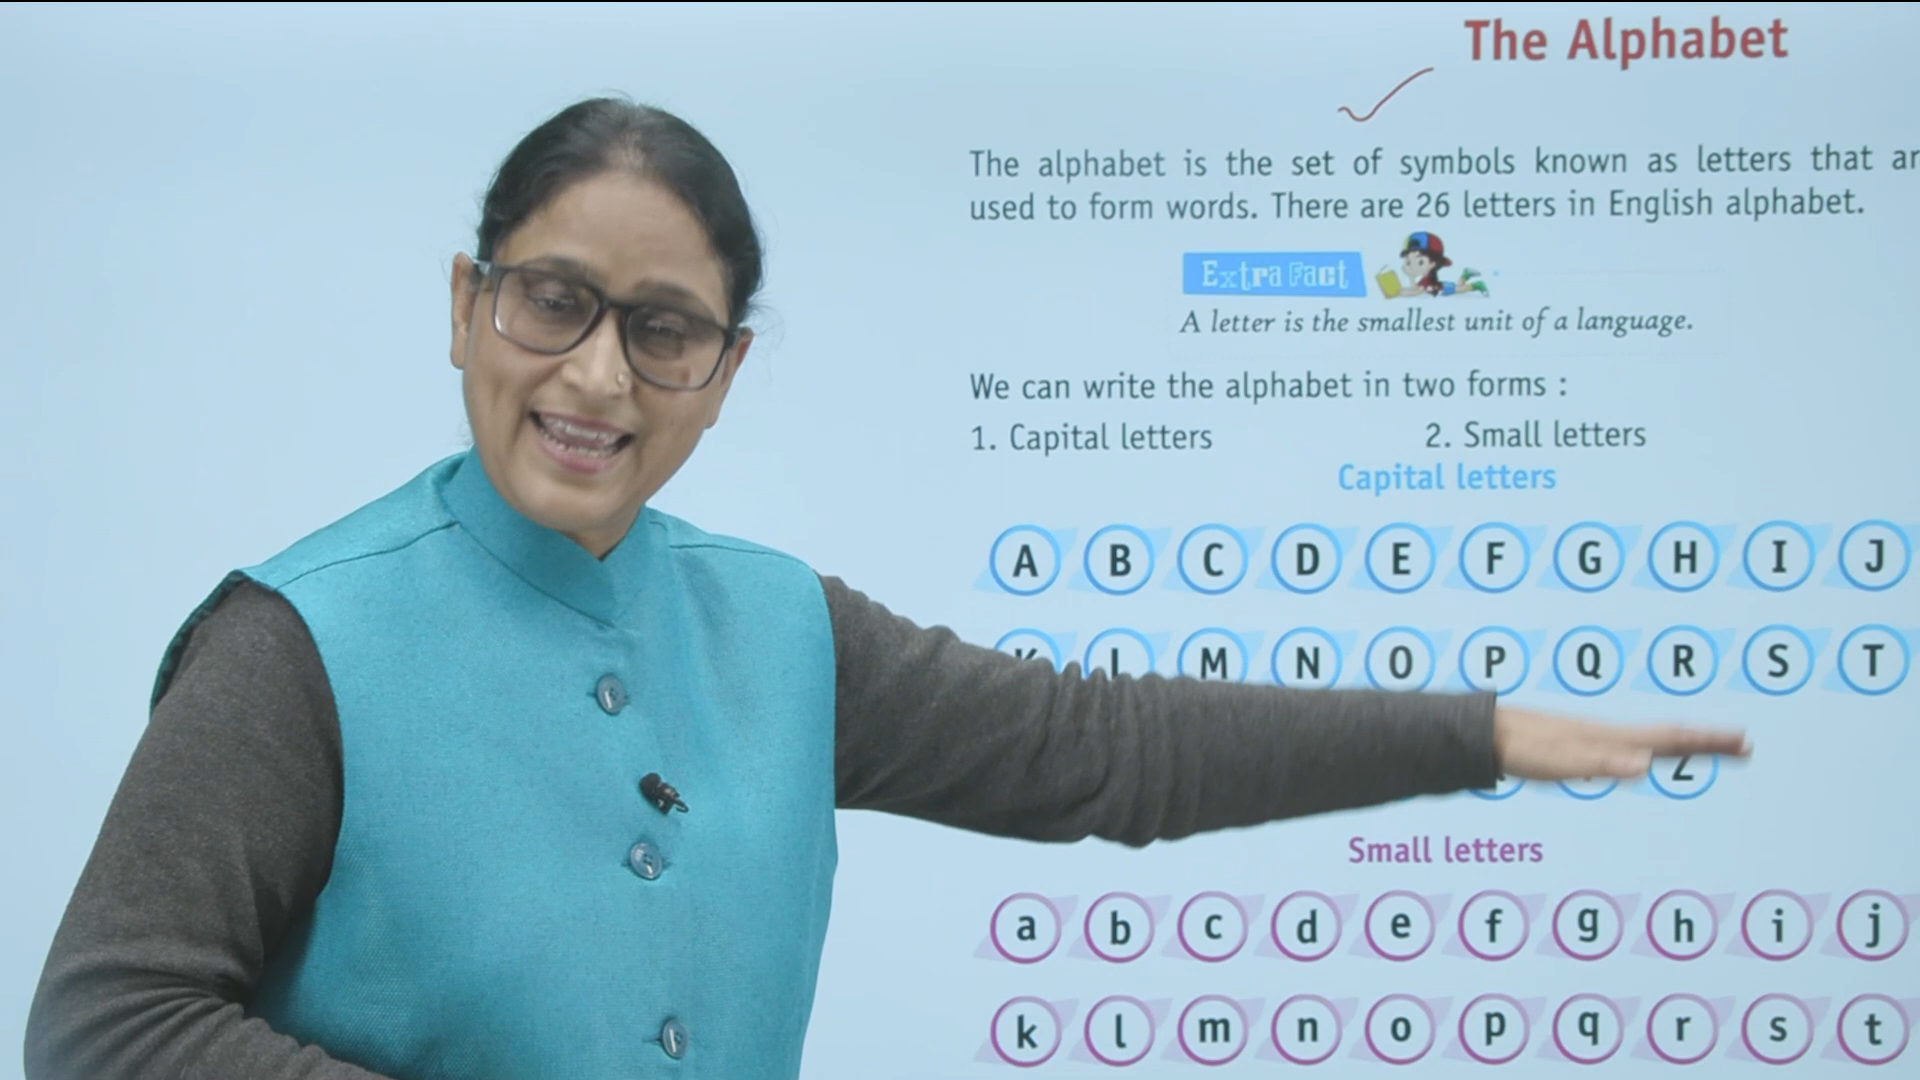 The Alphabet
The alphabet is the set of symbols known as letters that
used to form words. There are 26 letters in English alphabet.
Extra Fact
A letter is the smallest unit of a language.
We can write the alphabet in two forms :
1. Capital letters 2. Small letters
Capital letters
A B C D E F G H I J
L M N O P Q R S T
Z
Small letters
a b c d e f g h i j
k l m n o p q r s t